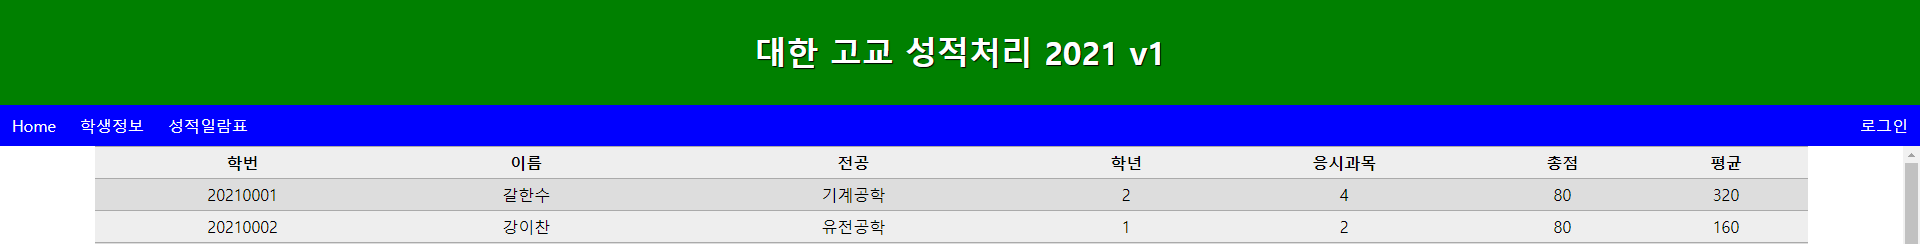 대한 고교 성적처리 2021 v1
Home 학생정보 성적일람표 로그인
학번 이름 전공 학년 응시과목 총점 평균
20210001 갈한수 기계공학 2 4 80 320
20210002 강이찬 유전공학 1 2 80 160